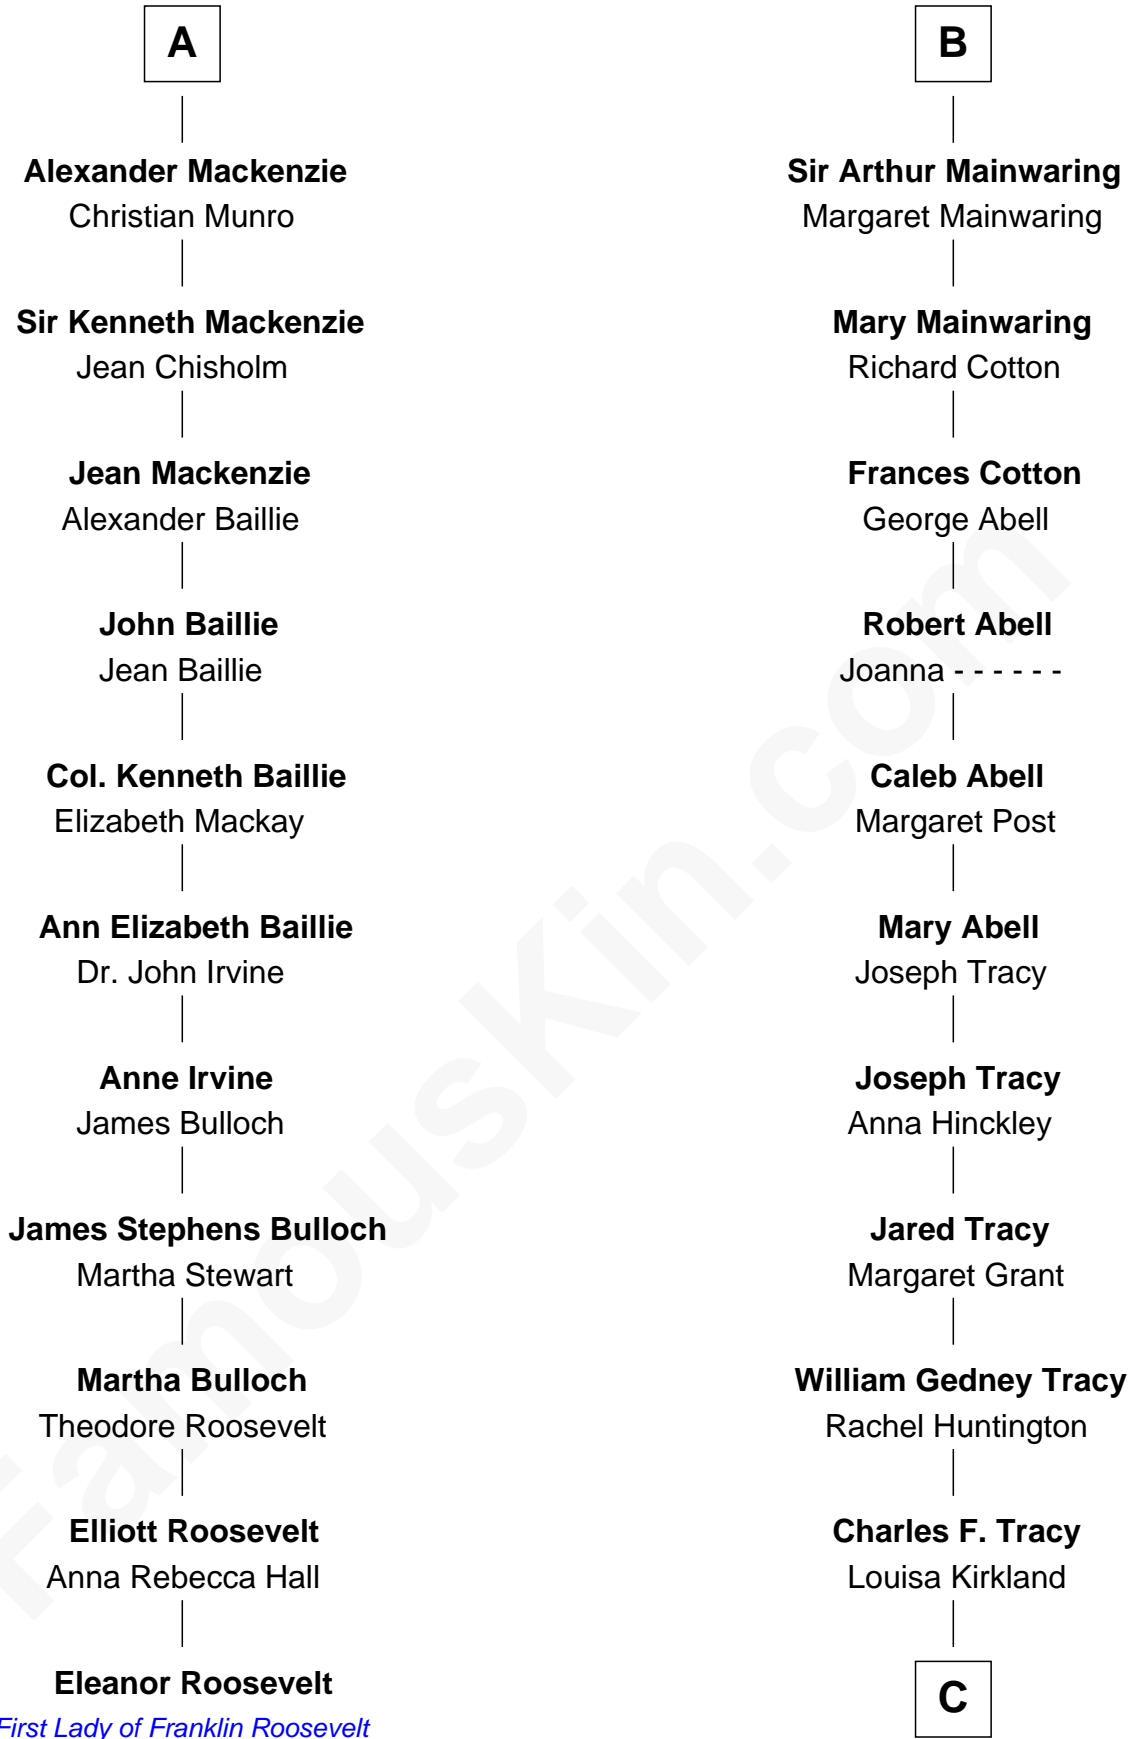 A
Alexander Mackenzie
Christian Munro
Sir Kenneth Mackenzie
Jean Chisholm
Jean Mackenzie
Alexander Baillie
John Baillie
Jean Baillie
Col. Kenneth Baillie
Elizabeth Mackay
Ann Elizabeth Baillie
Dr. John Irvine
Anne Irvine
James Bulloch
James Stephens Bulloch
Martha Stewart
Martha Bulloch
Theodore Roosevelt
Elliott Roosevelt
Anna Rebecca Hall
Eleanor Roosevelt
First Lady of Franklin Roosevelt
B
Sir Arthur Mainwaring
Margaret Mainwaring
Mary Mainwaring
Richard Cotton
Frances Cotton
George Abell
Robert Abell
Joanna - - - - - -
Caleb Abell
Margaret Post
Mary Abell
Joseph Tracy
Joseph Tracy
Anna Hinckley
Jared Tracy
Margaret Grant
William Gedney Tracy
Rachel Huntington
Charles F. Tracy
Louisa Kirkland
C
FamousKin.com